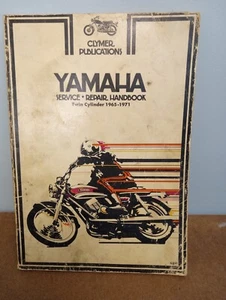 CLYMER
PUBLICATIONS
YAMAHA
SERVICE • REPAIR HANDBOOK
Twin Cylinder 1965-1971